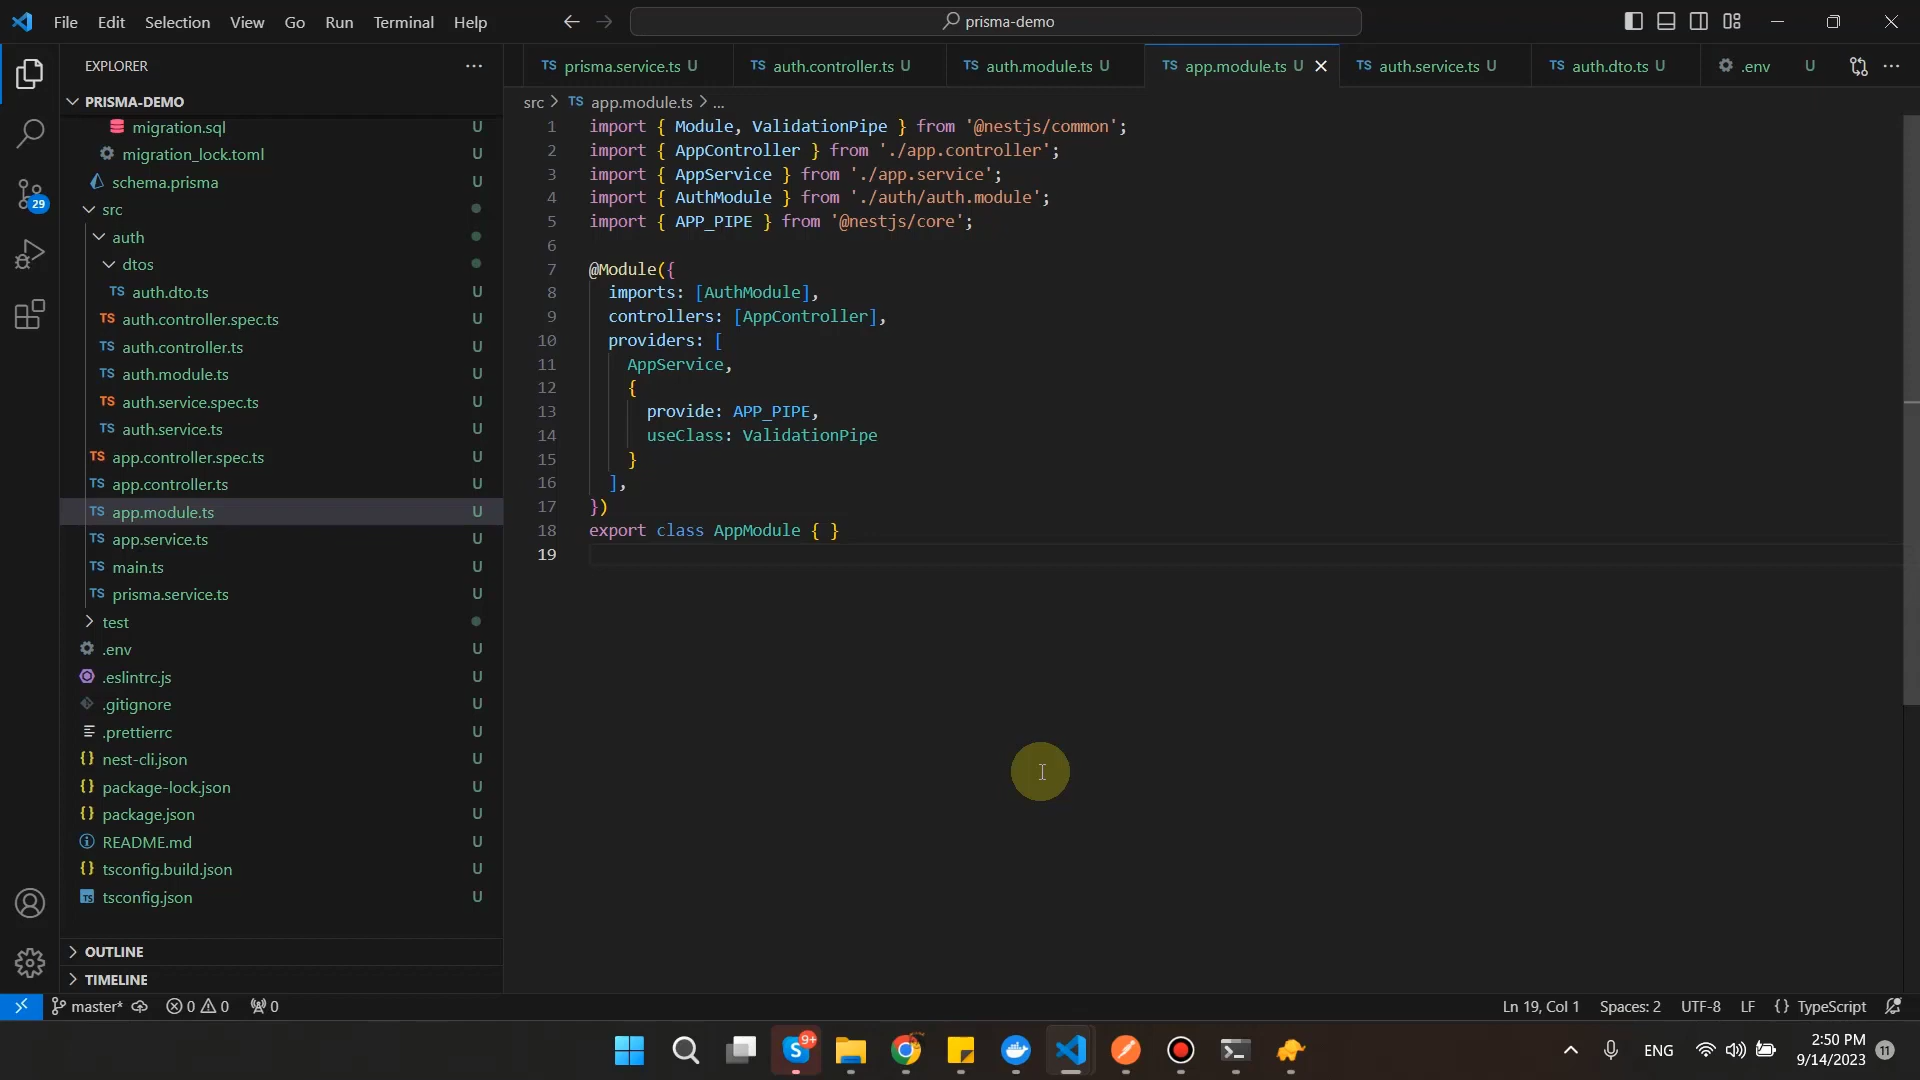 File Edit Selection View Go Run Terminal Help
prisma-demo
EXPLORER
PRISMA-DEMO
migration.sql U
migration_lock.toml U
schema.prisma U
src
auth
dtos
TS auth.dto.ts U
TS auth.controller.spec.ts U
TS auth.controller.ts U
TS auth.module.ts U
TS auth.service.spec.ts U
TS auth.service.ts U
TS app.controller.spec.ts U
TS app.controller.ts U
TS app.module.ts U
TS app.service.ts U
TS main.ts U
TS prisma.service.ts U
test
.env U
.eslintrc.js U
.gitignore U
.prettierrc U
{} nest-cli.json U
{} package-lock.json U
{} package.json U
README.md U
{} tsconfig.build.json U
TS tsconfig.json U
OUTLINE
TIMELINE
29
TS prisma.service.ts U
TS auth.controller.ts U
TS auth.module.ts U
TS app.module.ts U
TS auth.service.ts U
TS auth.dto.ts U
.env U
src > TS app.module.ts > ...
1 import { Module, ValidationPipe } from '@nestjs/common';
2 import { AppController } from './app.controller';
3 import { AppService } from './app.service';
4 import { AuthModule } from './auth/auth.module';
5 import { APP_PIPE } from '@nestjs/core';
6
7 @Module({
8 imports: [AuthModule],
9 controllers: [AppController],
10 providers: [
11 AppService,
12 {
13 provide: APP_PIPE,
14 useClass: ValidationPipe
15 }
16 ],
17 })
18 export class AppModule { }
19
master* 0 0 0
Ln 19, Col 1 Spaces: 2 UTF-8 LF {} TypeScript
S 9+
ENG
2:50 PM
9/14/2023
11